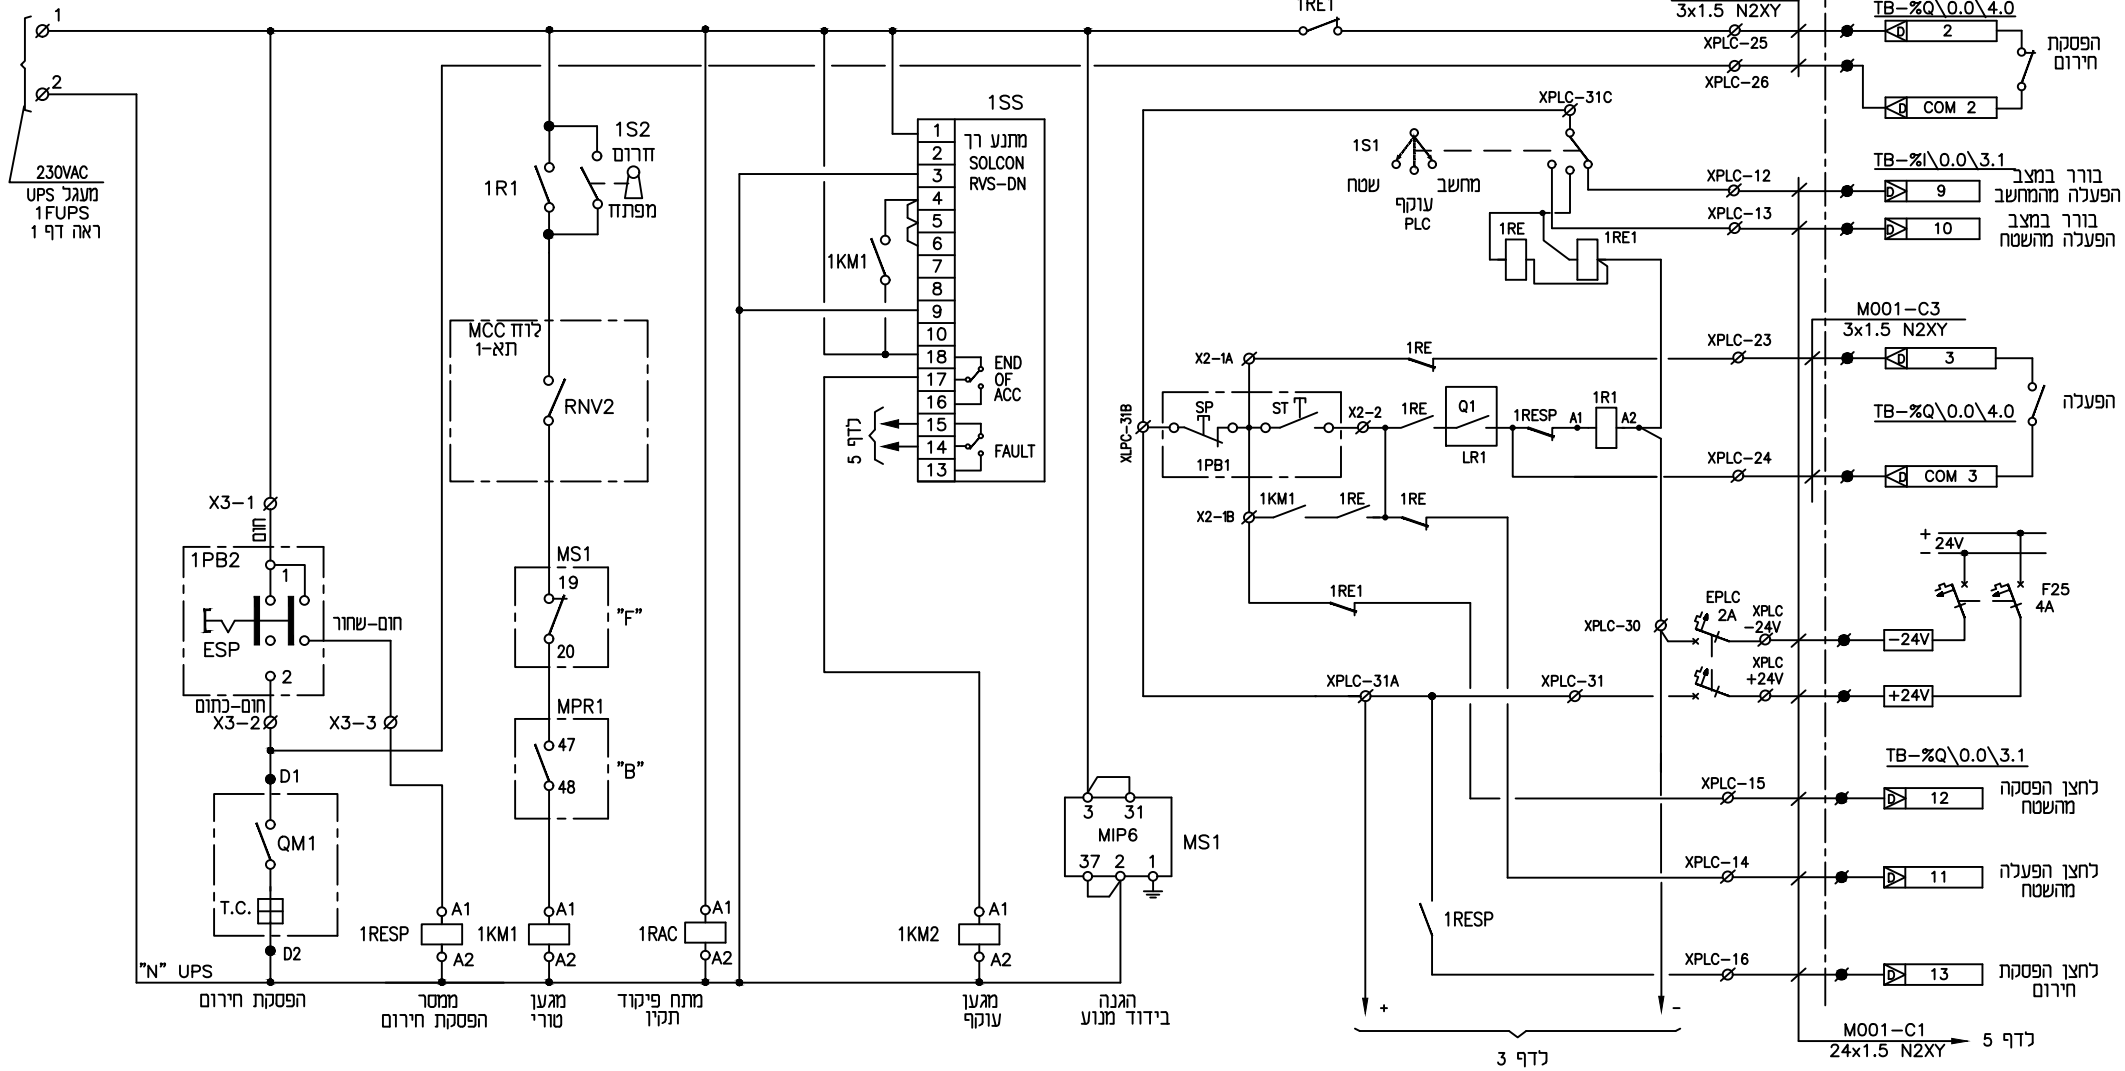 1
2
230VAC
מעגל UPS
1FUPS
ראה דף 1
X3-1
חום
1PB2
1
ESP
2
חום-שחור
חום-כתום
X3-2
X3-3
D1
QM1
T.C.
D2
"N" UPS
הפסקת חירום
1RESP
A1
A2
ממסר
הפסקת חירום
1S2
חרום
1R1
מפתח
לוח MCC
תא-1
RNV2
MS1
19
20
"F"
MPR1
47
48
"B"
1KM1
A1
A2
מגען
טורי
1RAC
A1
A2
מתח פיקוד
תקין
1SS
1
2
3
4
5
6
7
8
9
10
18
17
16
15
14
13
מתנע רך
SOLCON
RVS-DN
END
OF
ACC
FAULT
1KM1
לדף 5
1KM2
A1
A2
מגען
עוקף
3
31
MIP6
37
2
1
MS1
הגנה
בידוד מנוע
1RE1
3x1.5 N2XY
XPLC-25
XPLC-26
TB-%Q\0.0\4.0
2
COM 2
הפסקת
חירום
XPLC-31C
1S1
שטח
עוקף
PLC
מחשב
1RE
1RE1
XPLC-12
XPLC-13
TB-%I\0.0\3.1
9
10
בורר במצב
הפעלה מהמחשב
בורר במצב
הפעלה מהשטח
M001-C3
3x1.5 N2XY
XPLC-23
3
TB-%Q\0.0\4.0
הפעלה
XPLC-24
COM 3
X2-1A
1RE
XLPC-31B
SP
ST
1PB1
X2-2
1RE
Q1
LR1
1RESP
A1
1R1
A2
X2-1B
1KM1
1RE
1RE
1RE1
XPLC-30
EPLC
2A
XPLC
-24V
XPLC
+24V
-24V
+24V
+
24V
-
F25
4A
XPLC-31A
XPLC-31
TB-%Q\0.0\3.1
XPLC-15
12
לחצן הפסקה
מהשטח
XPLC-14
11
לחצן הפעלה
מהשטח
1RESP
XPLC-16
13
לחצן הפסקת
חירום
+
-
לדף 3
M001-C1
24x1.5 N2XY
לדף 5